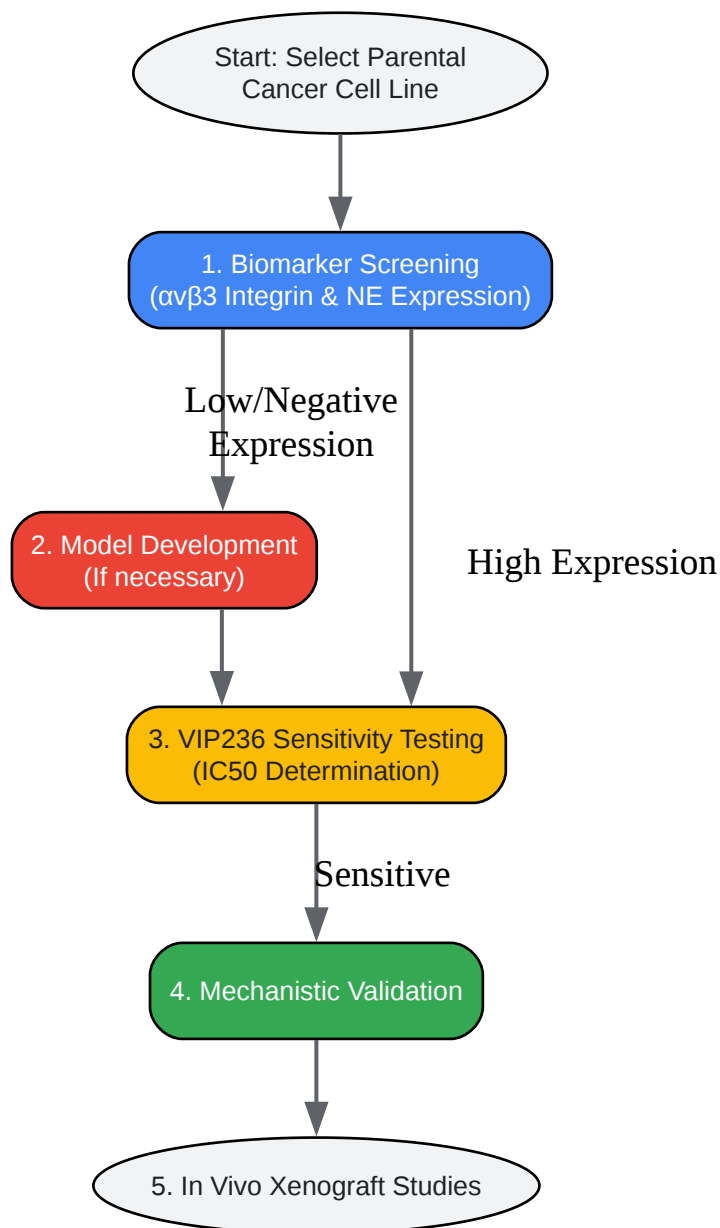 Start: Select Parental
Cancer Cell Line
1. Biomarker Screening
(αvβ3 Integrin & NE Expression)
Low/Negative
Expression
2. Model Development
(If necessary)
High Expression
3. VIP236 Sensitivity Testing
(IC50 Determination)
Sensitive
4. Mechanistic Validation
5. In Vivo Xenograft Studies